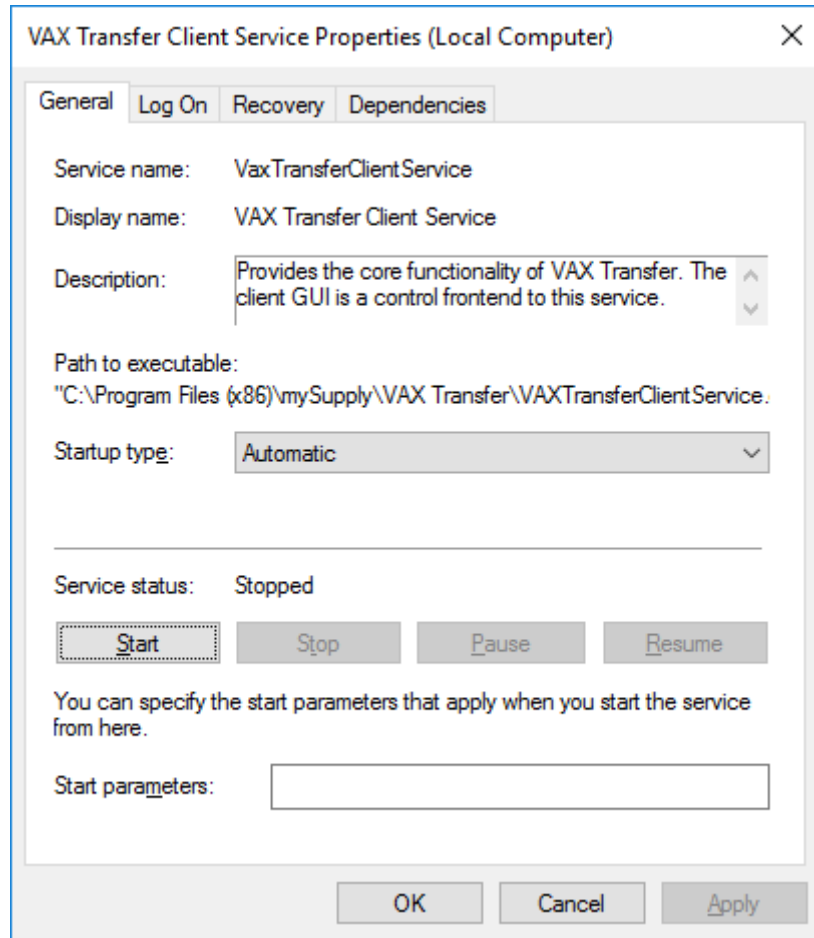 VAX Transfer Client Service Properties (Local Computer)
General Log On Recovery Dependencies
Service name: VaxTransferClientService
Display name: VAX Transfer Client Service
Description: Provides the core functionality of VAX Transfer. The
client GUI is a control frontend to this service.
Path to executable:
"C:\Program Files (x86)\mySupply\VAX Transfer\VAXTransferClientService.
Startup type: Automatic
Service status: Stopped
Start Stop Pause Resume
You can specify the start parameters that apply when you start the service
from here.
Start parameters:
OK Cancel Apply